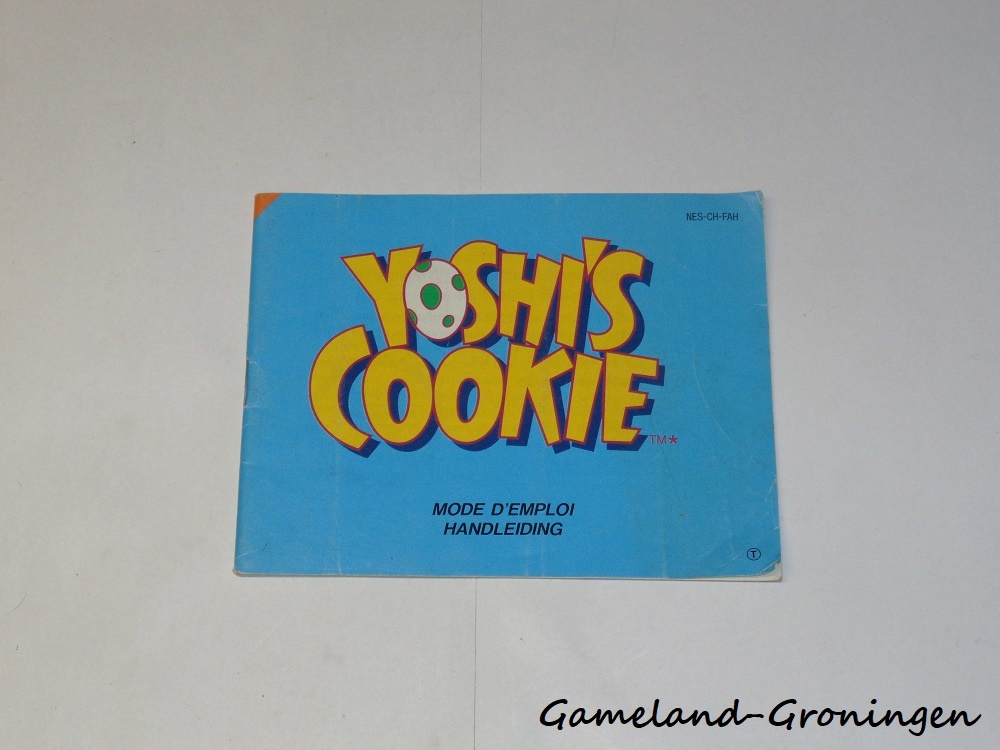 NES-CH-FAH
YOSHI'S
COOKIE
TM*
MODE D'EMPLOI
HANDLEIDING
T
Gameland-Groningen